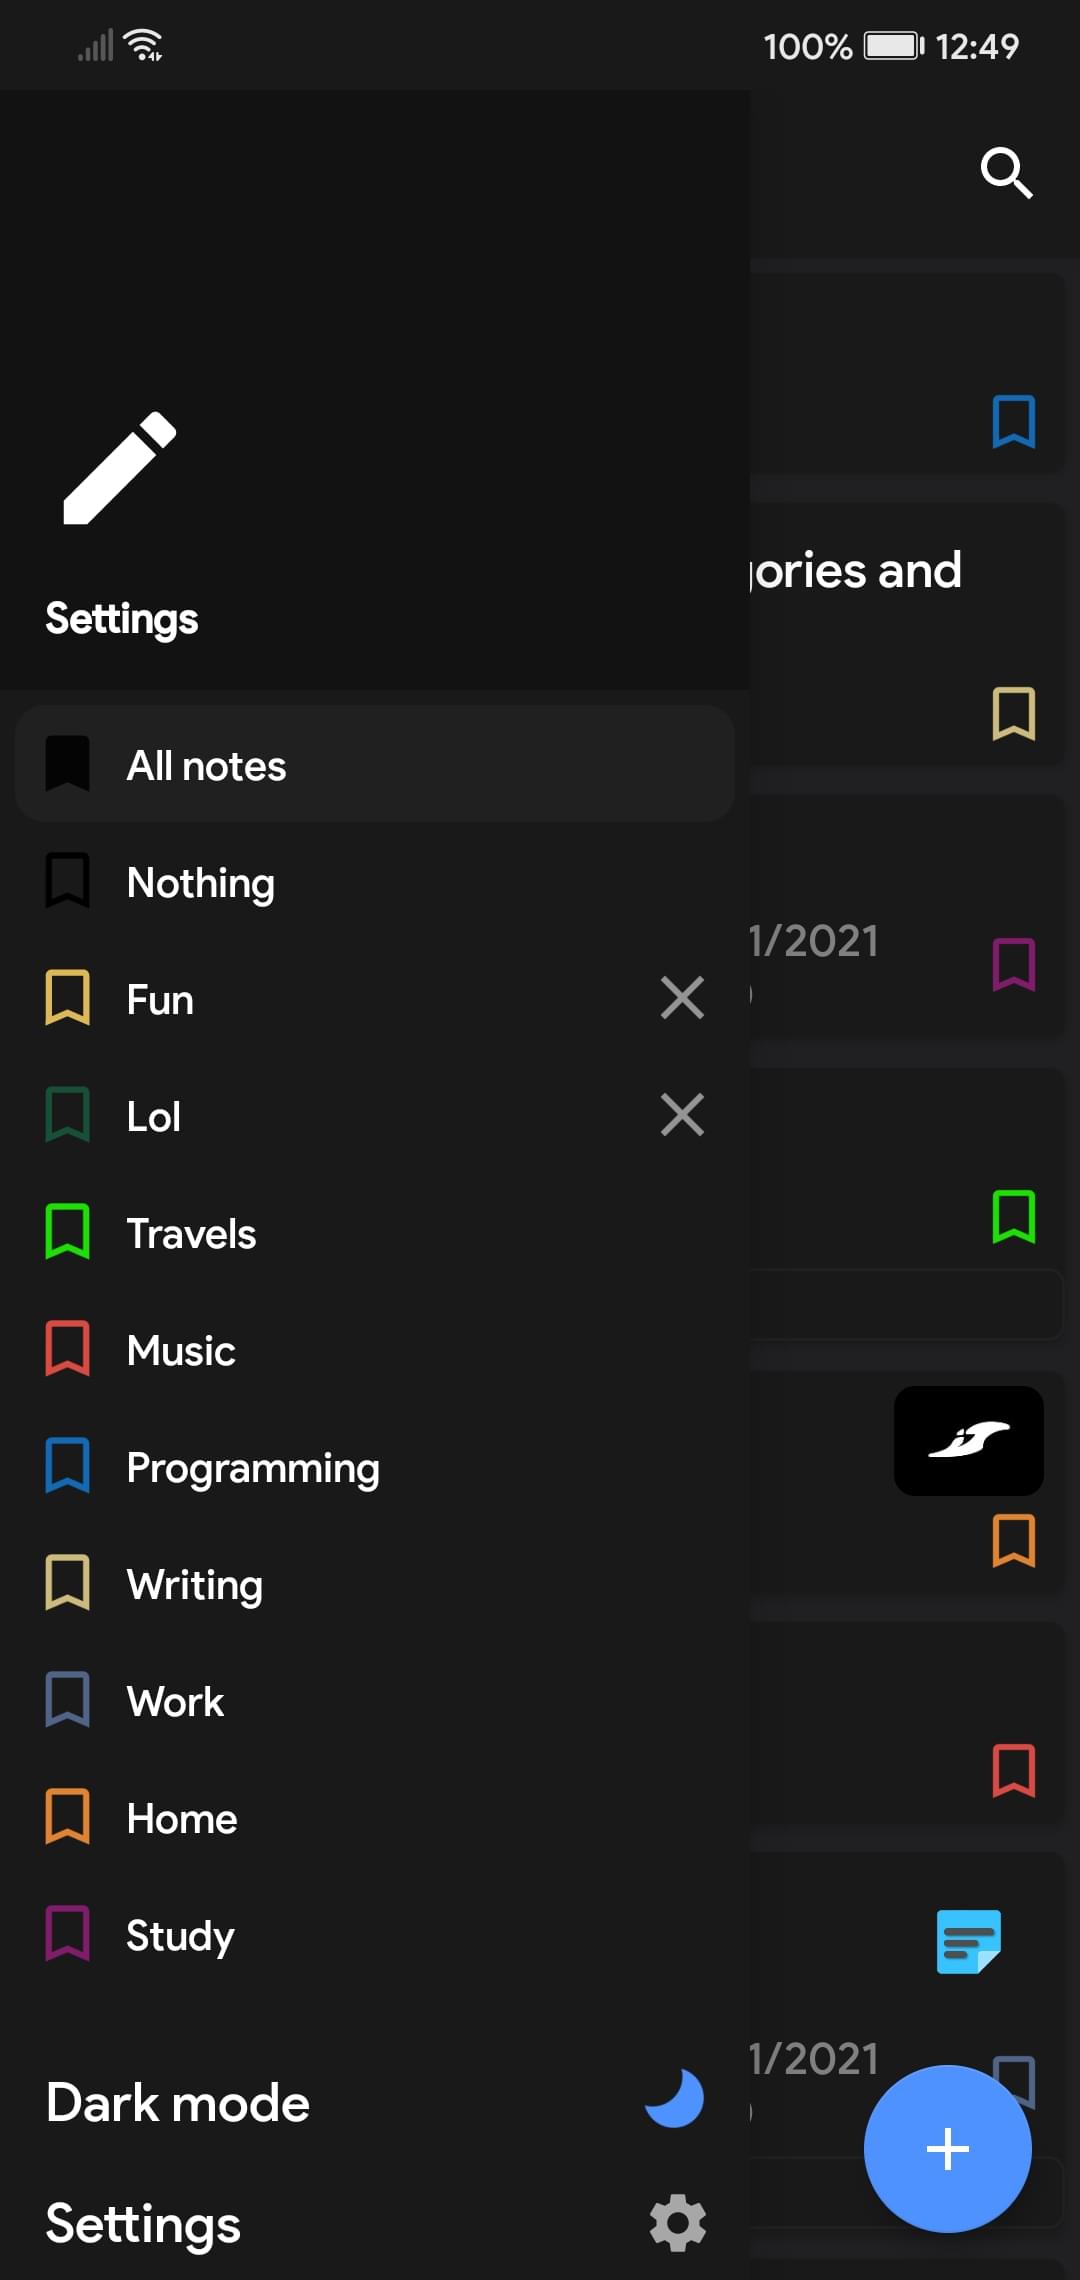 100% 12:49
Settings
ories and
All notes
Nothing
1/2021
Fun
Lol
Travels
Music
Programming
Writing
Work
Home
Study
1/2021
Dark mode
Settings